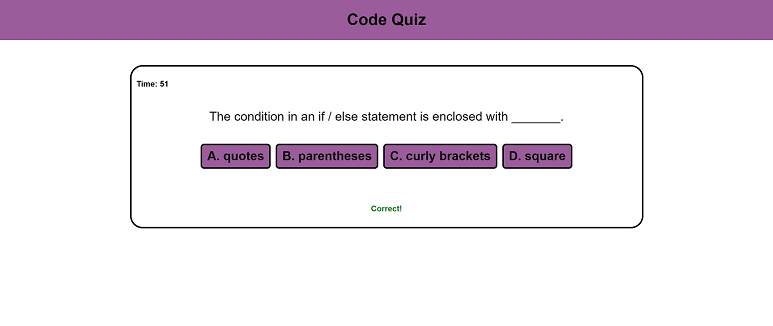 Code Quiz
Time: 51
The condition in an if / else statement is enclosed with _______.
A. quotes B. parentheses C. curly brackets D. square
Correct!